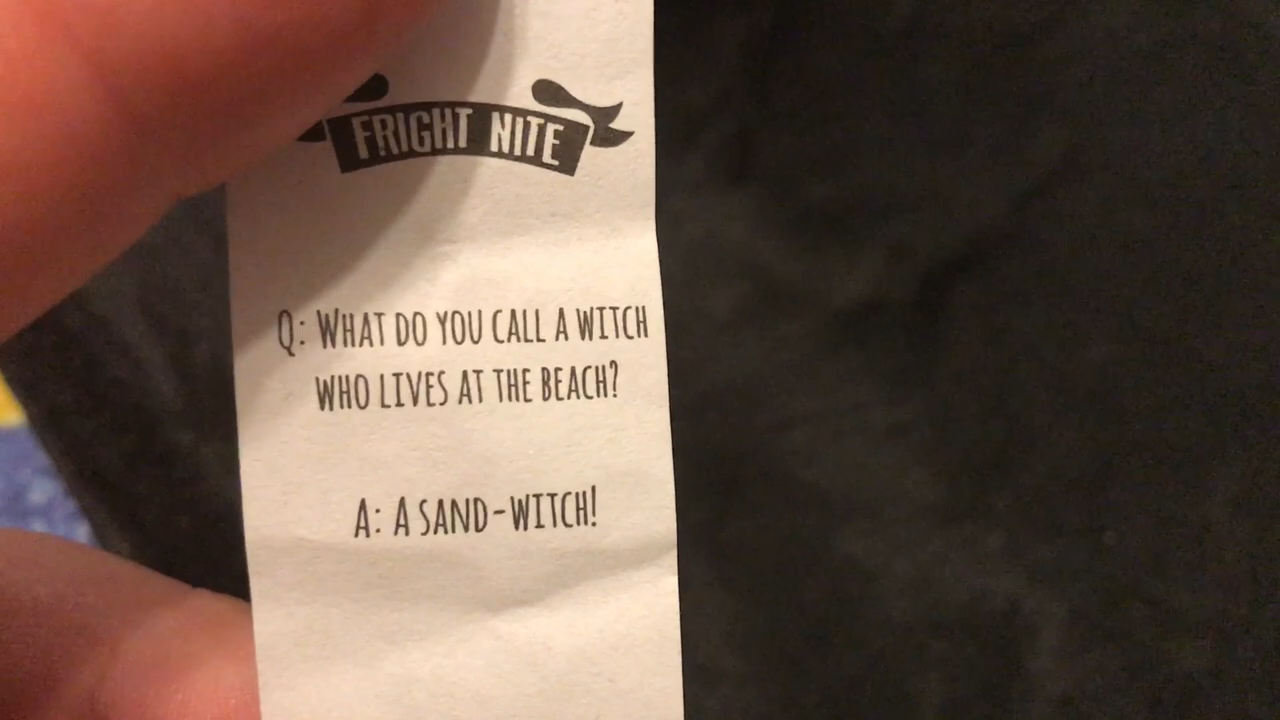 FRIGHT NITE
Q: WHAT DO YOU CALL A WITCH
WHO LIVES AT THE BEACH?
A: A SAND-WITCH!